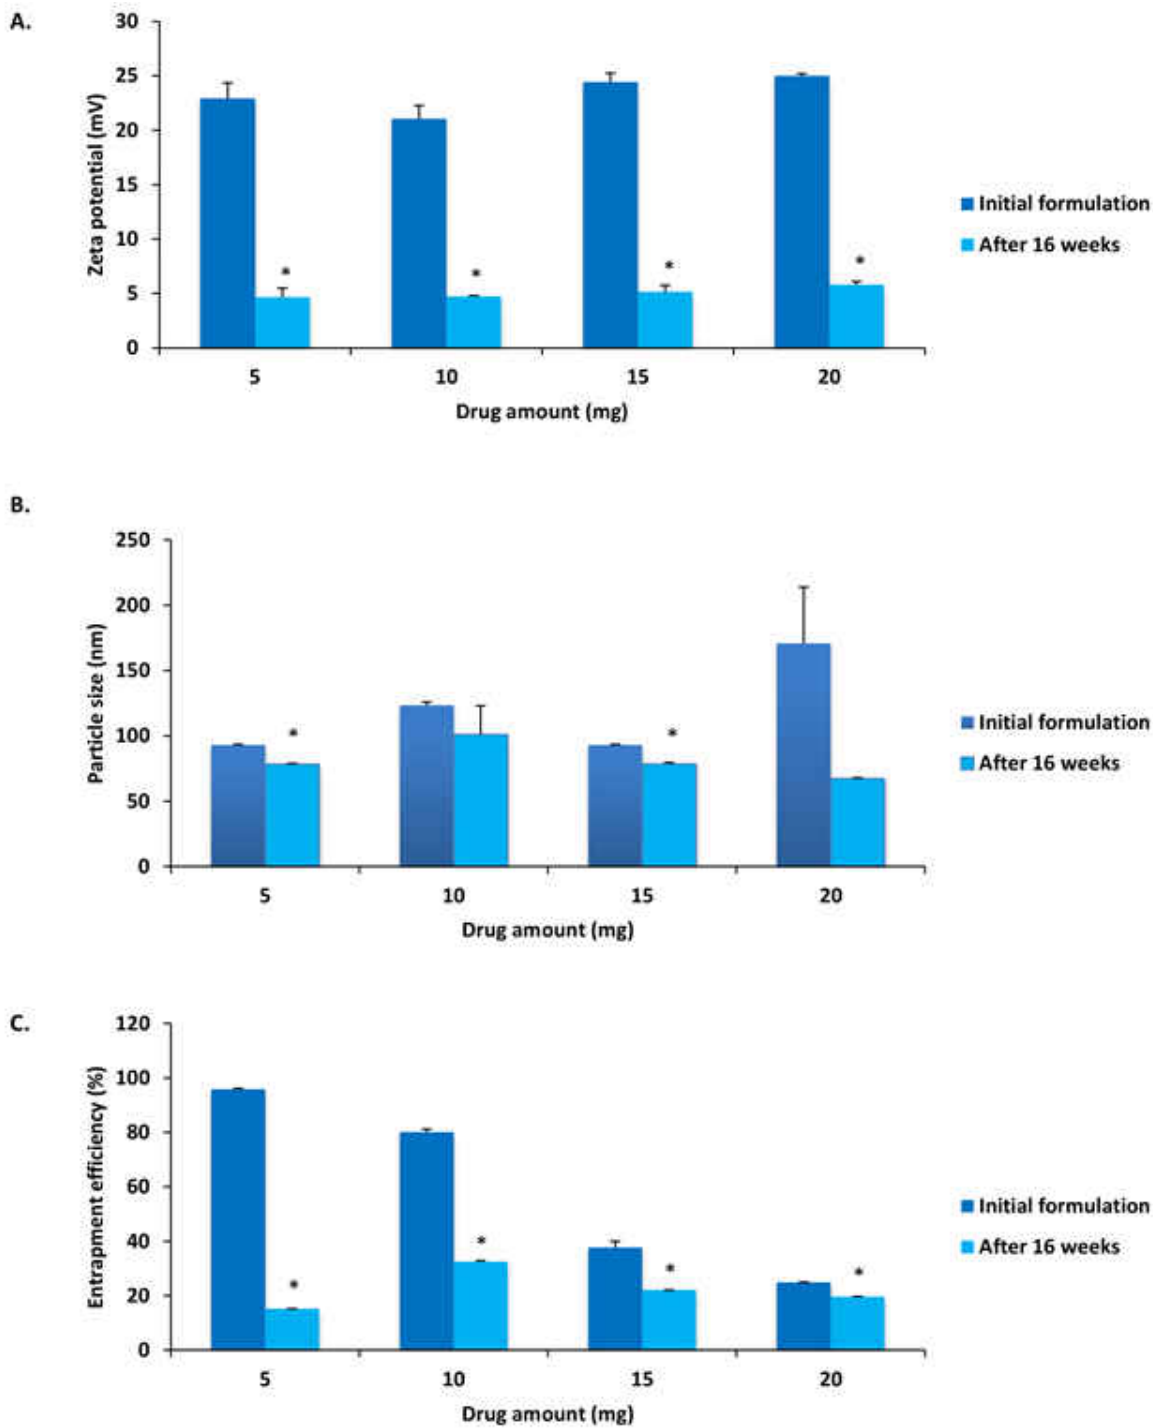 A.
Zeta potential (mV)
30
25
20
15
10
5
0
* * * *
5 10 15 20
Drug amount (mg)
Initial formulation
After 16 weeks
B.
Particle size (nm)
250
200
150
100
50
0
* *
5 10 15 20
Drug amount (mg)
Initial formulation
After 16 weeks
C.
Entrapment efficiency (%)
120
100
80
60
40
20
0
* * * *
5 10 15 20
Drug amount (mg)
Initial formulation
After 16 weeks